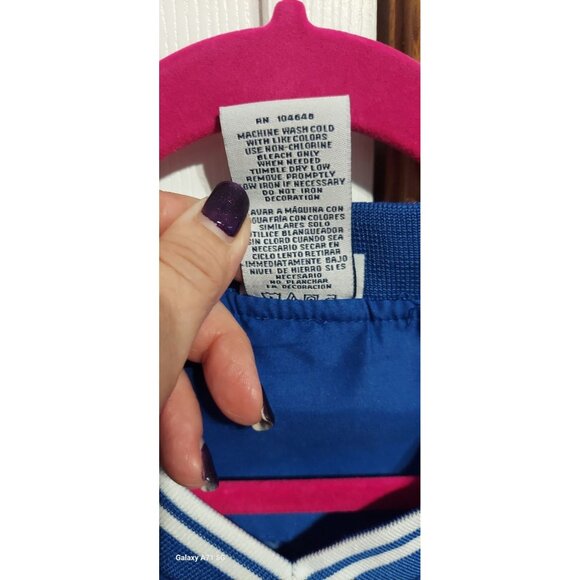 RN 104648
MACHINE WASH COLD
WITH LIKE COLORS
USE NON-CHLORINE
BLEACH ONLY
WHEN NEEDED
TUMBLE DRY LOW
REMOVE PROMPTLY
LOW IRON IF NECESSARY
DO NOT IRON
DECORATION
LAVAR A MÁQUINA CON
AGUA FRIA CON COLORES
SIMILARES SOLO
UTILICE BLANQUEADOR
SIN CLORO CUANDO SEA
NECESARIO SECAR EN
CICLO LENTO RETIRAR
IMMEDIATAMENTE BAJO
NIVEL DE HIERRO SI ES
NECESARIO
NO. PLANCHAR
EN DECORACIÓN
Galaxy A71 5G